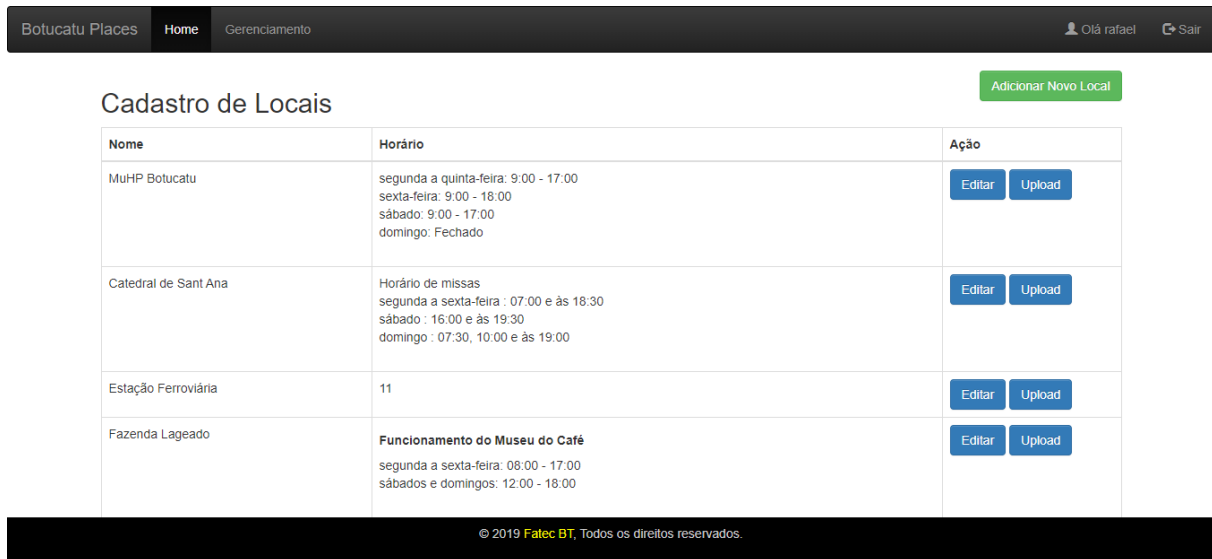 Botucatu Places Home Gerenciamento Olá rafael Sair
Adicionar Novo Local
Cadastro de Locais
Nome Horário Ação
MuHP Botucatu
segunda a quinta-feira: 9:00 - 17:00
sexta-feira: 9:00 - 18:00
sábado: 9:00 - 17:00
domingo: Fechado
Editar Upload
Catedral de Sant Ana
Horário de missas
segunda a sexta-feira : 07:00 e às 18:30
sábado : 16:00 e às 19:30
domingo : 07:30, 10:00 e às 19:00
Editar Upload
Estação Ferroviária 11 Editar Upload
Fazenda Lageado
Funcionamento do Museu do Café
segunda a sexta-feira: 08:00 - 17:00
sábados e domingos: 12:00 - 18:00
Editar Upload
© 2019 Fatec BT, Todos os direitos reservados.